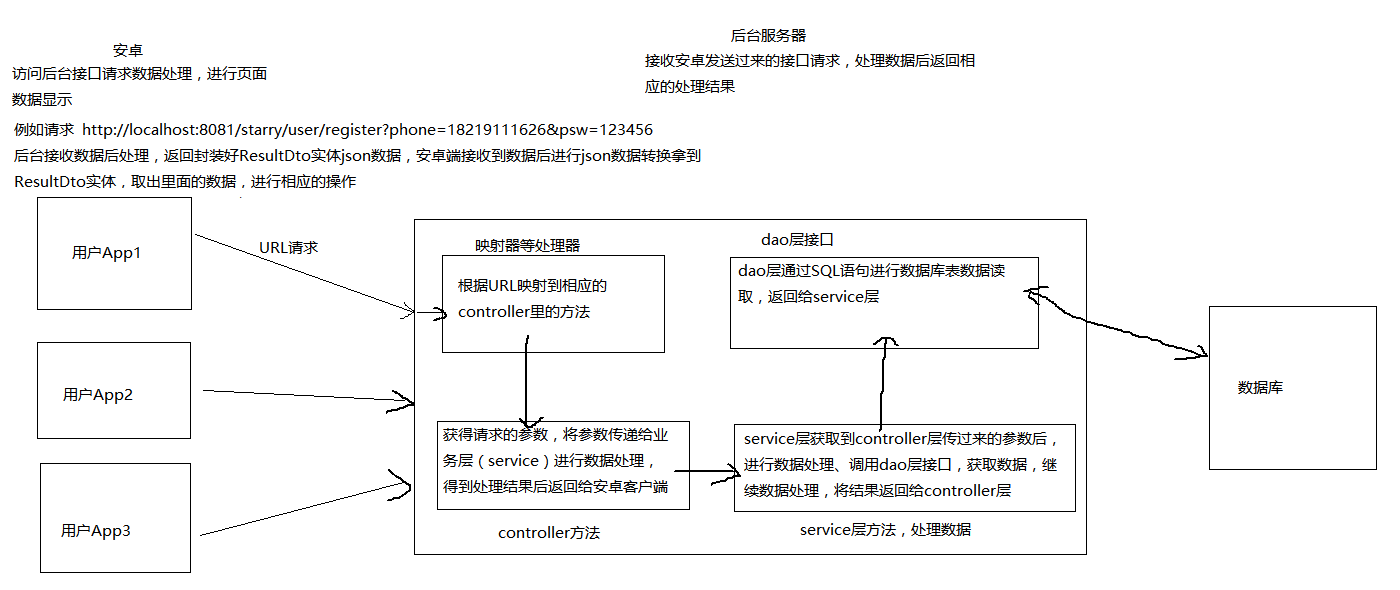 安卓
访问后台接口请求数据处理，进行页面
数据显示
后台服务器
接收安卓发送过来的接口请求，处理数据后返回相
应的处理结果
例如请求 http://localhost:8081/starry/user/register?phone=18219111626&psw=123456
后台接收数据后处理，返回封装好ResultDto实体json数据，安卓端接收到数据后进行json数据转换拿到
ResultDto实体，取出里面的数据，进行相应的操作
用户App1
URL请求
映射器等处理器
根据URL映射到相应的
controller里的方法
dao层接口
dao层通过SQL语句进行数据库表数据读
取，返回给service层
用户App2
数据库
获得请求的参数，将参数传递给业
务层（service）进行数据处理，
得到处理结果后返回给安卓客户端
controller方法
service层获取到controller层传过来的参数后，
进行数据处理、调用dao层接口，获取数据，继
续数据处理，将结果返回给controller层
service层方法，处理数据
用户App3